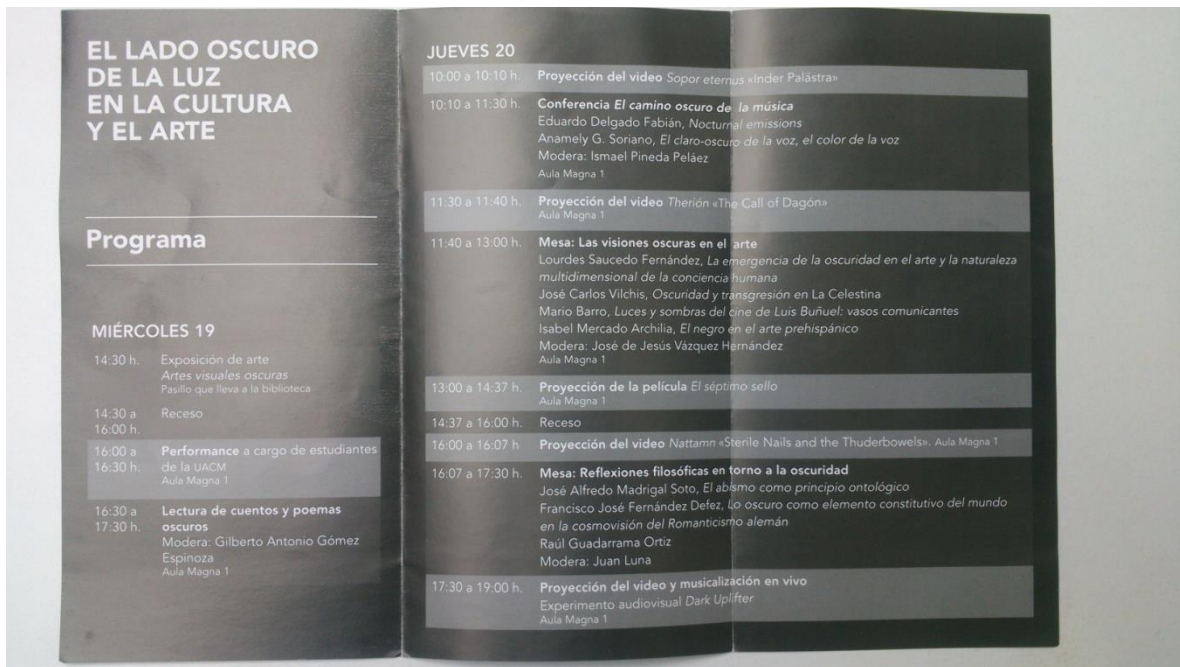 EL LADO OSCURO
DE LA LUZ
EN LA CULTURA
Y EL ARTE
Programa
MIÉRCOLES 19
14:30 h. Exposición de arte
Artes visuales oscuras
Pasillo que lleva a la biblioteca
14:30 a Receso
16:00 h.
16:00 a Performance a cargo de estudiantes
16:30 h. de la UACM
Aula Magna 1
16:30 a Lectura de cuentos y poemas
17:30 h. oscuros
Modera: Gilberto Antonio Gómez
Espinoza
Aula Magna 1
JUEVES 20
10:00 a 10:10 h. Proyección del video Sopor eternus «Inder Palästra»
10:10 a 11:30 h. Conferencia El camino oscuro de la música
Eduardo Delgado Fabián, Nocturnal emissions
Anamely G. Soriano, El claro-oscuro de la voz, el color de la voz
Modera: Ismael Pineda Peláez
Aula Magna 1
11:30 a 11:40 h. Proyección del video Therión «The Call of Dagón»
Aula Magna 1
11:40 a 13:00 h. Mesa: Las visiones oscuras en el arte
Lourdes Saucedo Fernández, La emergencia de la oscuridad en el arte y la naturaleza
multidimensional de la conciencia humana
José Carlos Vilchis, Oscuridad y transgresión en La Celestina
Mario Barro, Luces y sombras del cine de Luis Buñuel: vasos comunicantes
Isabel Mercado Archilia, El negro en el arte prehispánico
Modera: José de Jesús Vázquez Hernández
Aula Magna 1
13:00 a 14:37 h. Proyección de la película El séptimo sello
Aula Magna 1
14:37 a 16:00 h. Receso
16:00 a 16:07 h Proyección del video Nattamn «Sterile Nails and the Thuderbowels». Aula Magna 1
16:07 a 17:30 h. Mesa: Reflexiones filosóficas en torno a la oscuridad
José Alfredo Madrigal Soto, El abismo como principio ontológico
Francisco José Fernández Defez, Lo oscuro como elemento constitutivo del mundo
en la cosmovisión del Romanticismo alemán
Raúl Guadarrama Ortiz
Modera: Juan Luna
17:30 a 19:00 h. Proyección del video y musicalización en vivo
Experimento audiovisual Dark Uplifter
Aula Magna 1